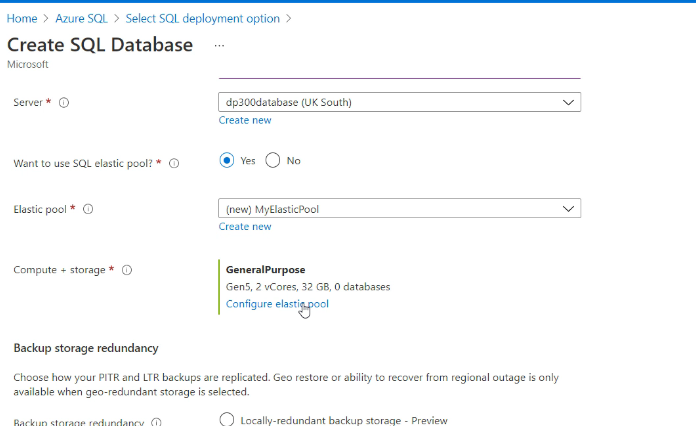 Home > Azure SQL > Select SQL deployment option >
Create SQL Database ...
Microsoft
Server *
dp300database (UK South)
Create new
Want to use SQL elastic pool? *
Yes
No
Elastic pool *
(new) MyElasticPool
Create new
Compute + storage *
GeneralPurpose
Gen5, 2 vCores, 32 GB, 0 databases
Configure elastic pool
Backup storage redundancy
Choose how your PITR and LTR backups are replicated. Geo restore or ability to recover from regional outage is only
available when geo-redundant storage is selected.
Backup storage redundancy
Locally-redundant backup storage - Preview